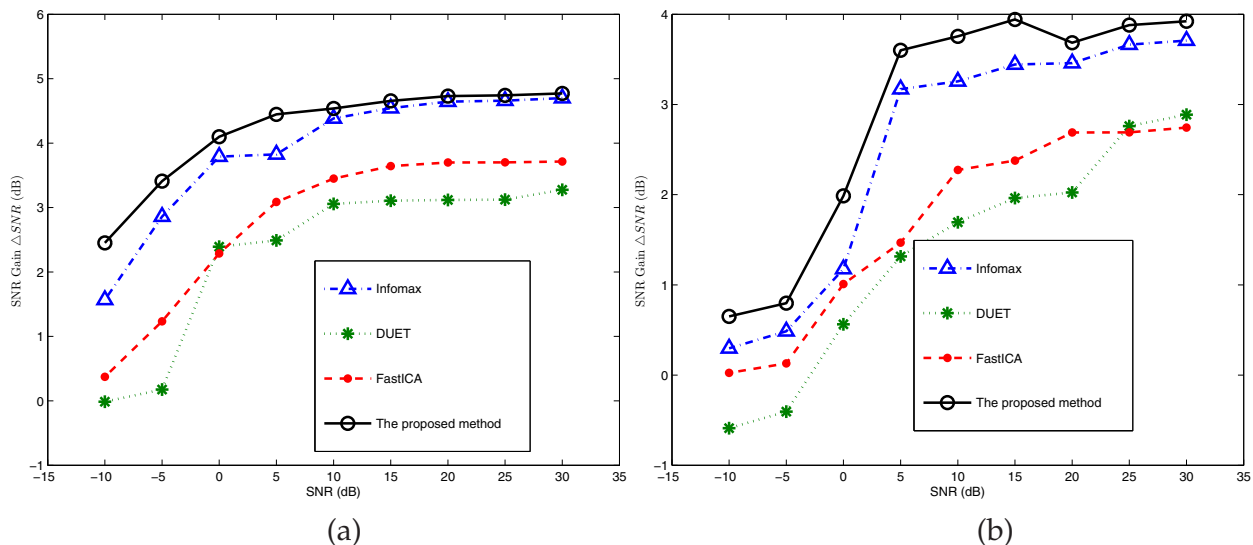 6
5
4
3
2
1
0
−1
SNR Gain △SNR (dB)
Infomax
DUET
FastICA
The proposed method
−15 −10 −5 0 5 10 15 20 25 30 35
SNR (dB)
(a)
4
3
2
1
0
−1
SNR Gain △SNR (dB)
Infomax
DUET
FastICA
The proposed method
−15 −10 −5 0 5 10 15 20 25 30 35
SNR (dB)
(b)